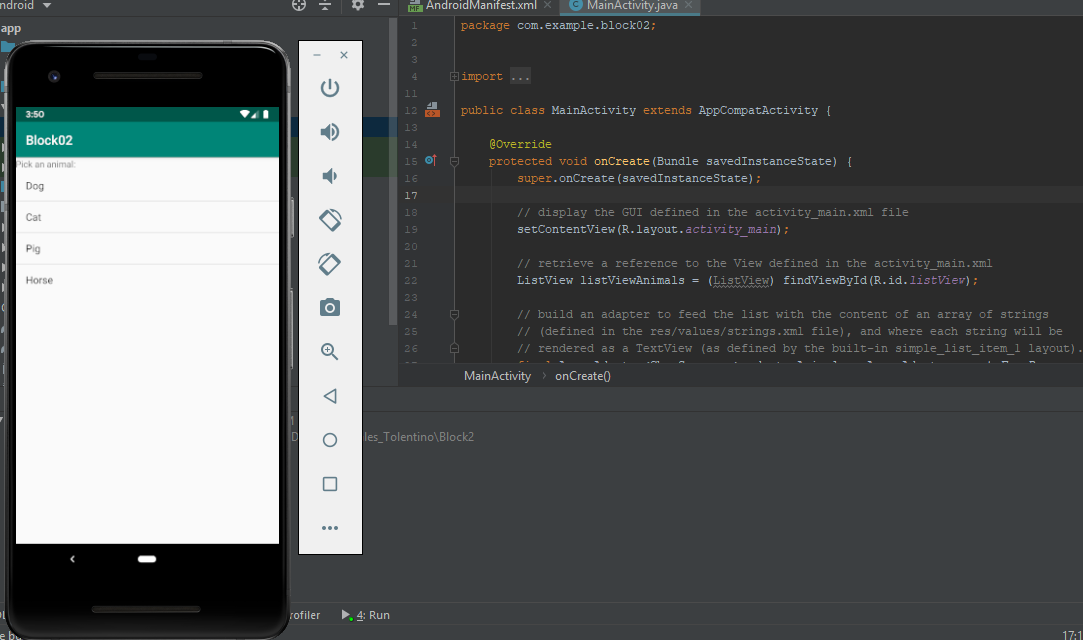 ndroid
AndroidManifest.xml
MainActivity.java
app
3:50
Block02
Pick an animal:
Dog
Cat
Pig
Horse
1 package com.example.block02;
2
3
4 import ...
11
12 public class MainActivity extends AppCompatActivity {
13
14 @Override
15 protected void onCreate(Bundle savedInstanceState) {
16 super.onCreate(savedInstanceState);
17
18 // display the GUI defined in the activity_main.xml file
19 setContentView(R.layout.activity_main);
20
21 // retrieve a reference to the View defined in the activity_main.xml
22 ListView listViewAnimals = (ListView) findViewById(R.id.listView);
23
24 // build an adapter to feed the list with the content of an array of strings
25 // (defined in the res/values/strings.xml file), and where each string will be
26 // rendered as a TextView (as defined by the built-in simple_list_item_1 layout).
MainActivity › onCreate()
les_Tolentino\Block2
rofiler
4: Run
17:1